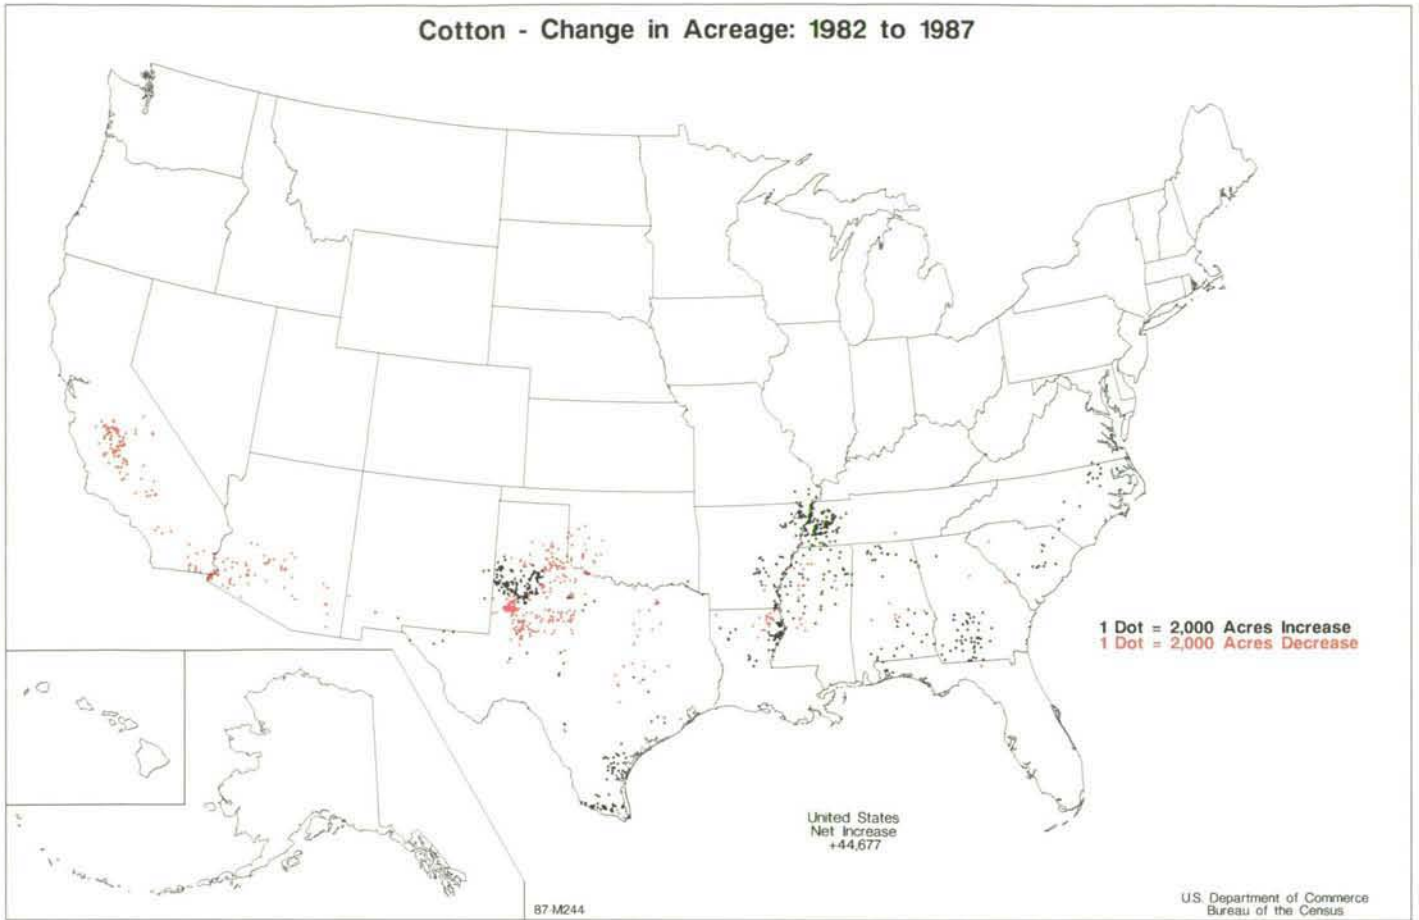 Cotton - Change in Acreage: 1982 to 1987
1 Dot = 2,000 Acres Increase
1 Dot = 2,000 Acres Decrease
United States
Net Increase
+44,677
87-M244
U.S. Department of Commerce
Bureau of the Census